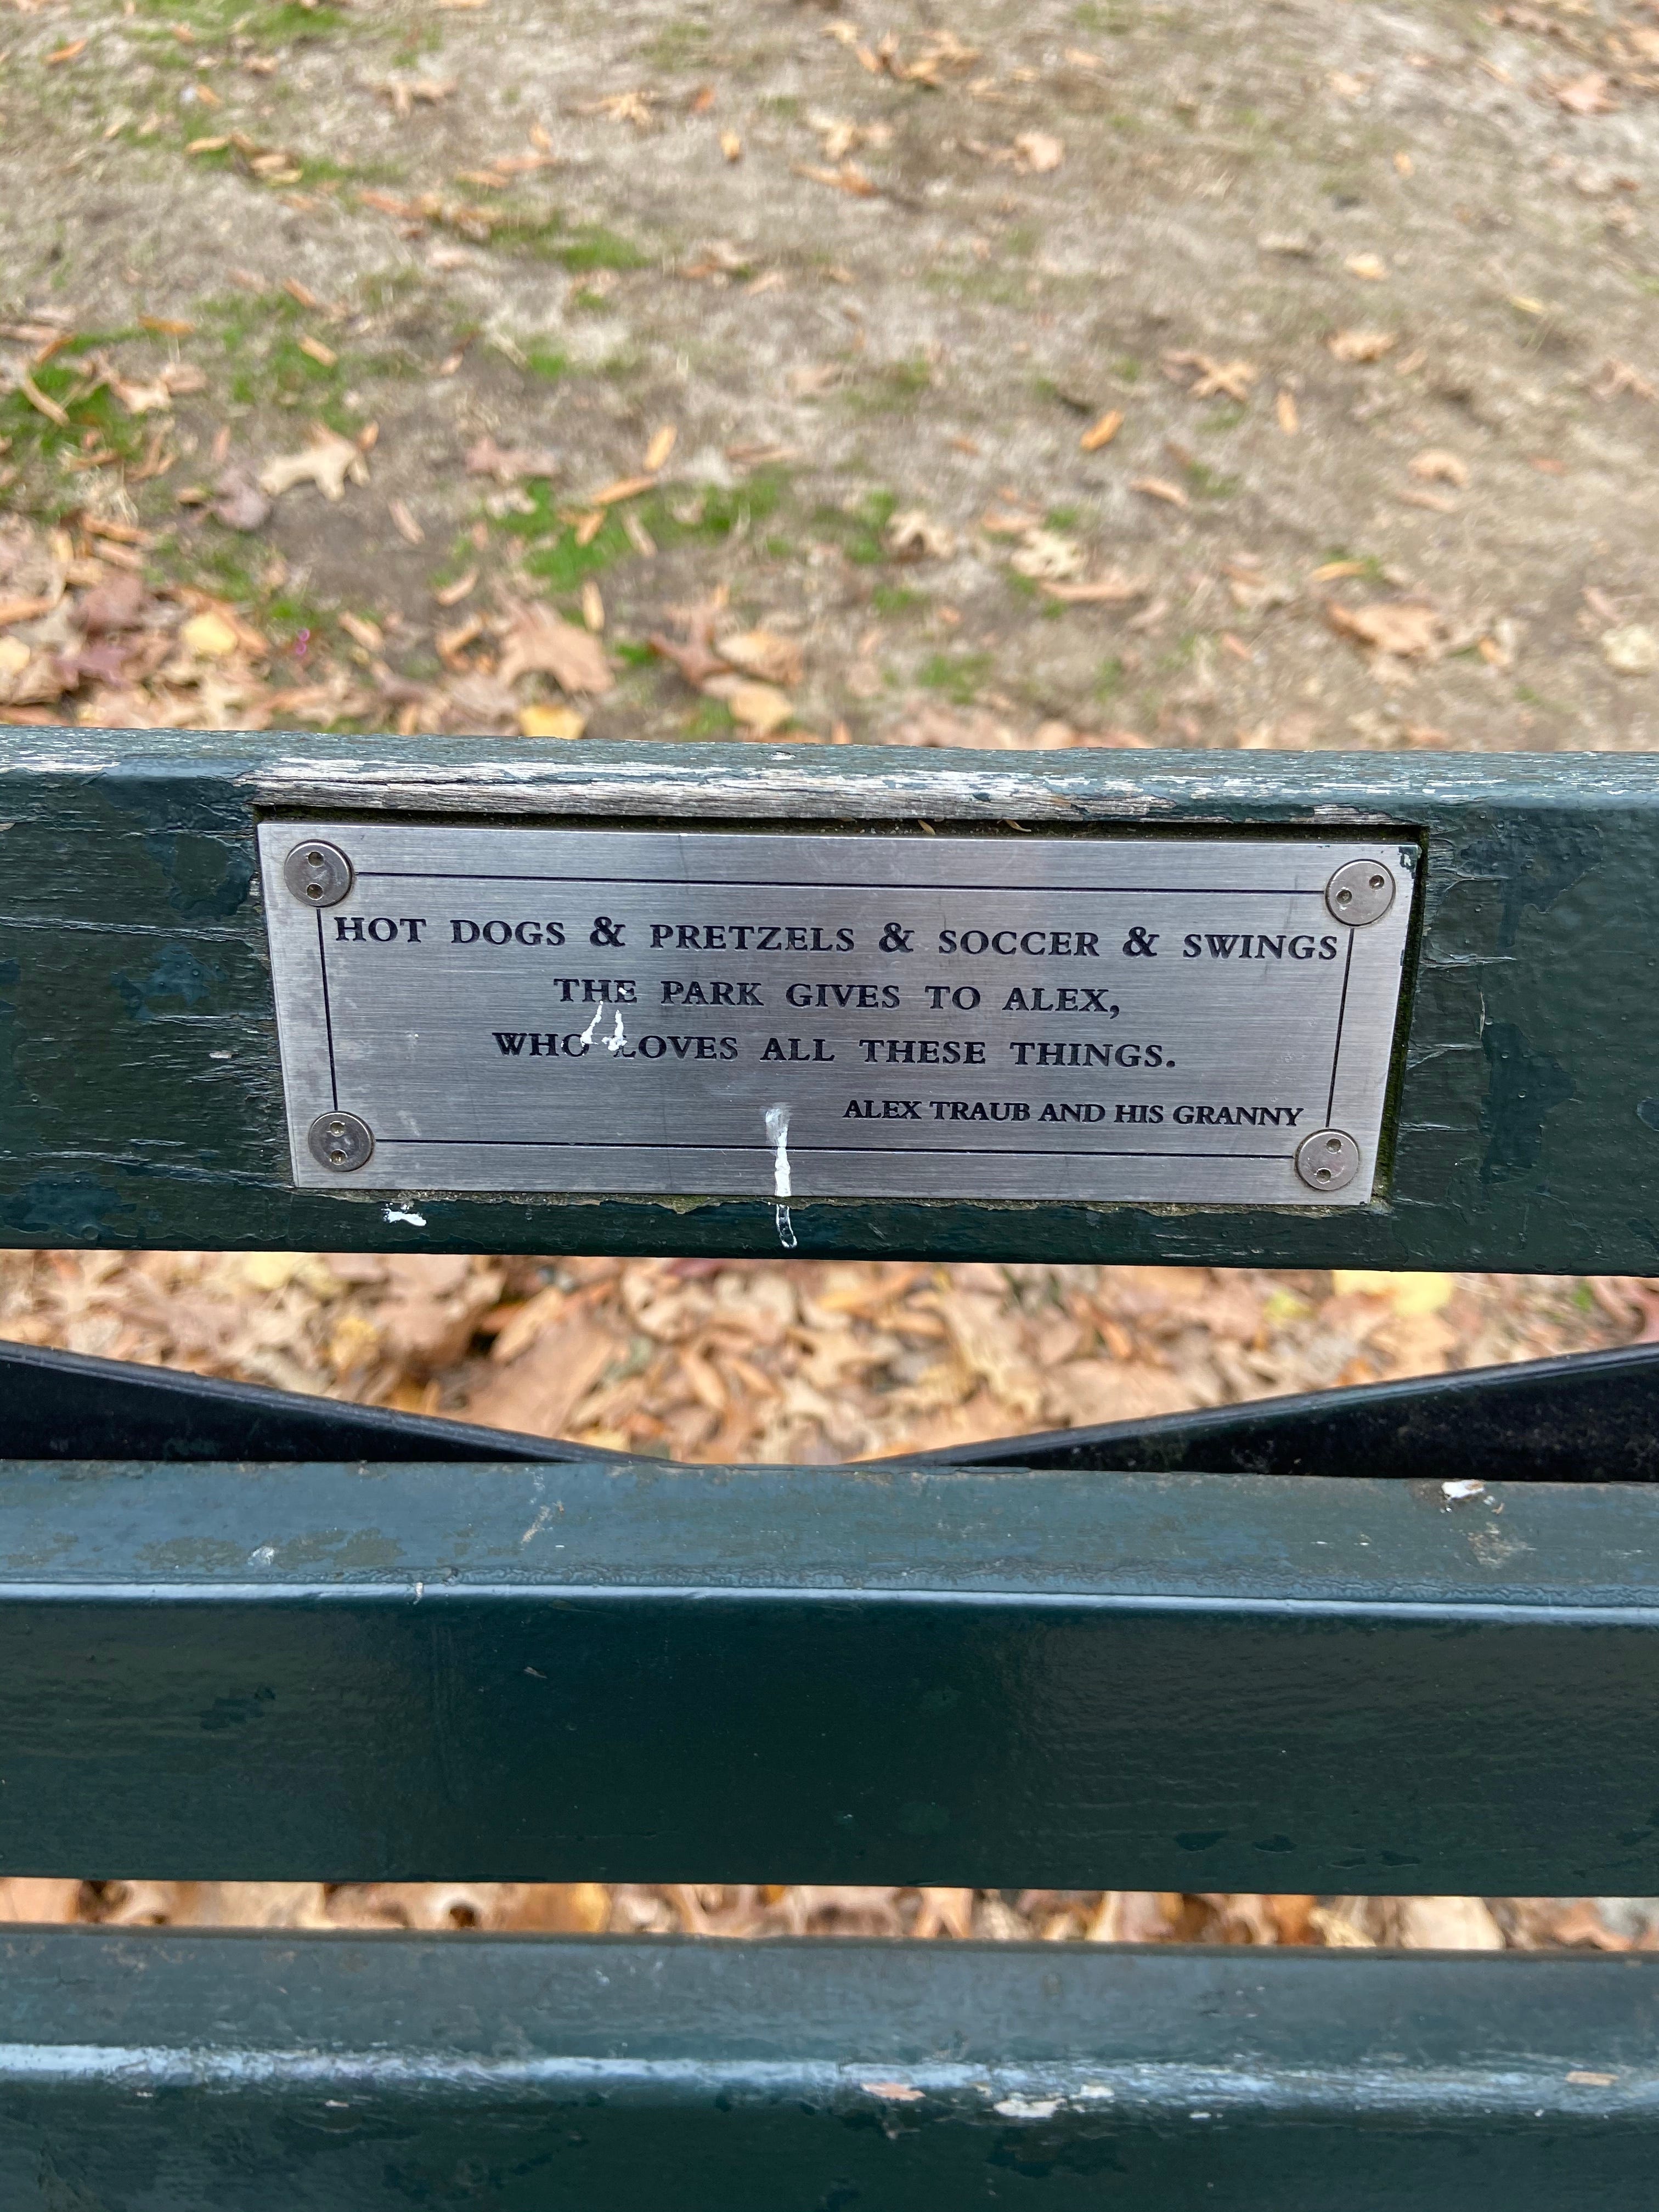 HOT DOGS & PRETZELS & SOCCER & SWINGS
THE PARK GIVES TO ALEX,
WHO LOVES ALL THESE THINGS.
ALEX TRAUB AND HIS GRANNY